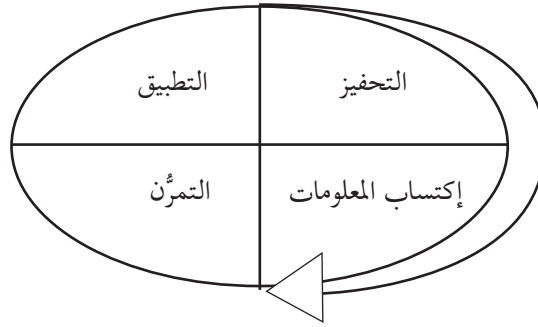 التحفيز
التطبيق
إكتساب المعلومات
التمرُّن